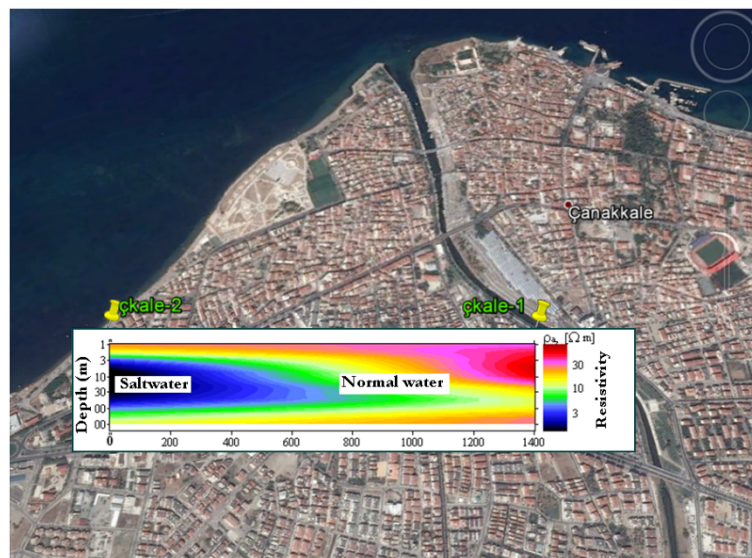 Çanakkale
çkale-2
çkale-1
ρa, [Ω m]
Depth (m)
1
3
10
30
00
00
Saltwater
Normal water
30
10
3
Resistivity
0 200 400 600 800 1000 1200 1400